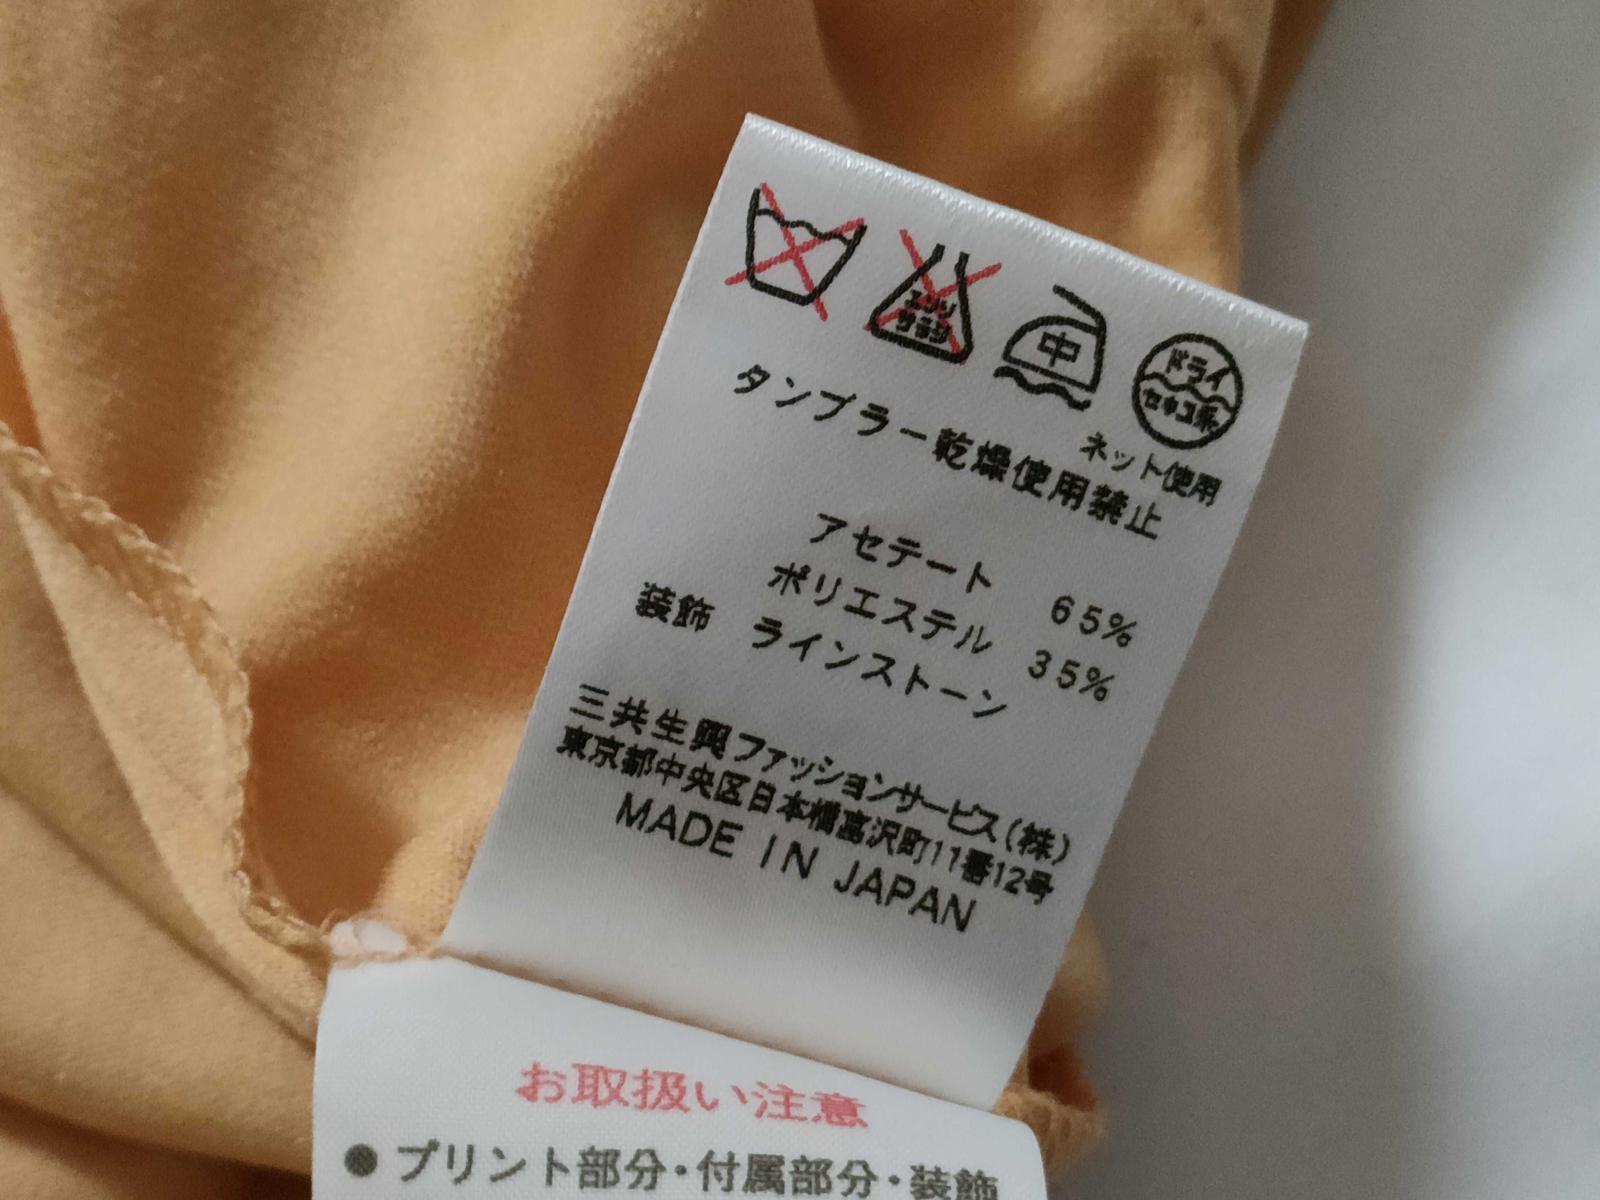 エンソ
サラシ
中
ドライ
セキユ系
ネット使用
タンブラー乾燥使用禁止
アセテート 65%
ポリエステル 35%
装飾 ラインストーン
三共生興ファッションサービス(株)
東京都中央区日本橋富沢町11番12号
MADE IN JAPAN
お取扱い注意
●プリント部分・付属部分・装飾